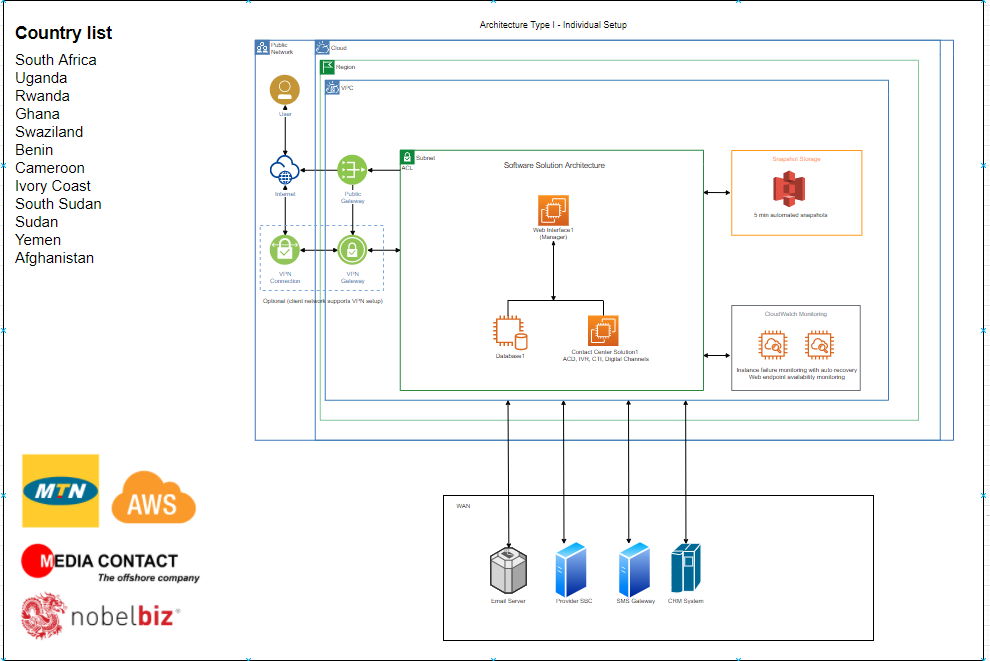 Architecture Type I - Individual Setup
Country list
South Africa
Uganda
Rwanda
Ghana
Swaziland
Benin
Cameroon
Ivory Coast
South Sudan
Sudan
Yemen
Afghanistan
Public
Network
Cloud
Region
VPC
User
Internet
Public
Gateway
VPN
Connection
VPN
Gateway
Optional (client network supports VPN setup)
Subnet
ACL
Software Solution Architecture
Web Interface1
(Manager)
Database1
Contact Center Solution1
ACD, IVR, CTI, Digital Channels
Snapshot Storage
5 min automated snapshots
CloudWatch Monitoring
Instance failure monitoring with auto recovery
Web endpoint availability monitoring
WAN
Email Server
Provider SBC
SMS Gateway
CRM System
MTN
AWS
MEDIA CONTACT
The offshore company
nobelbiz®